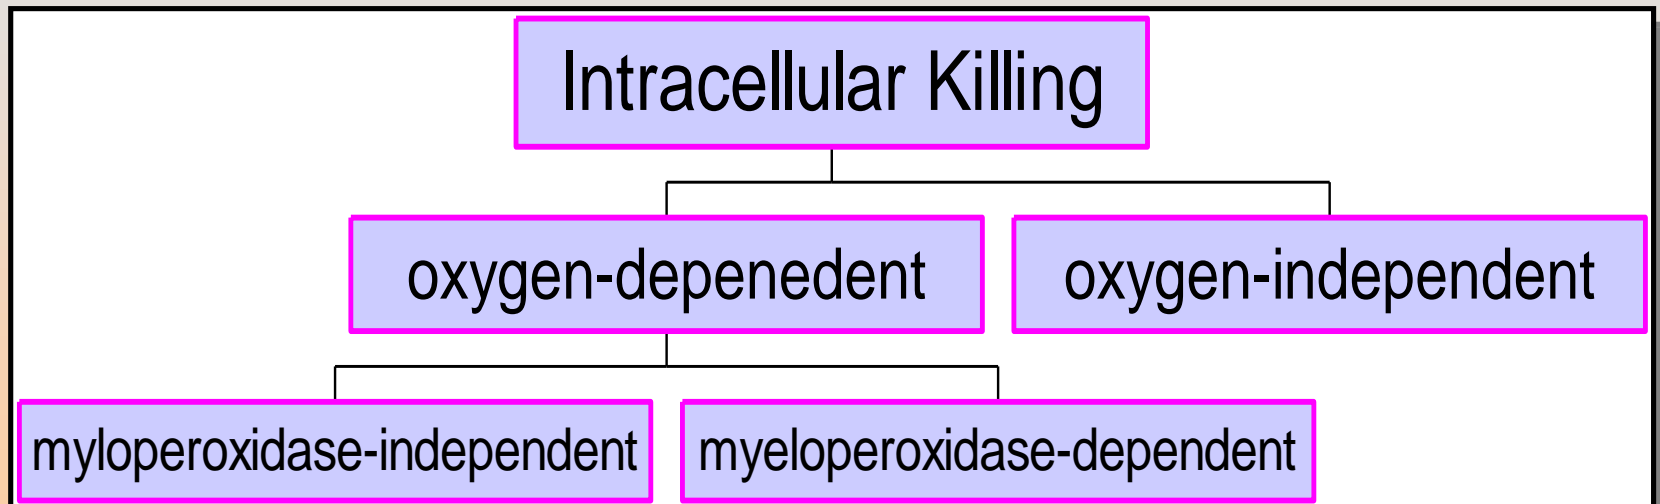 Intracellular Killing
oxygen-depenedent
oxygen-independent
myloperoxidase-independent
myeloperoxidase-dependent